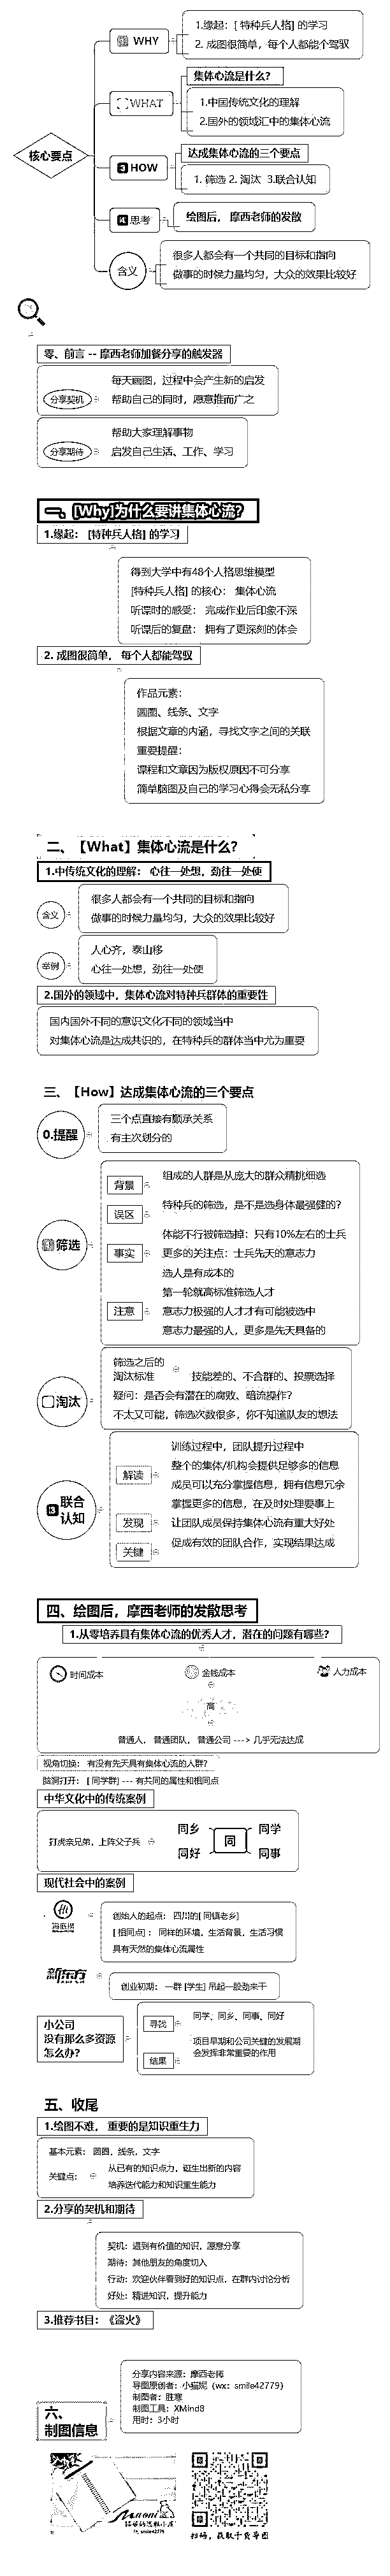 核心要点
WHY
1.缘起：[ 特种兵人格] 的学习
2. 成图很简单，每个人都能个驾驭
WHAT
集体心流是什么?
1.中国传统文化的理解
2.国外的领域汇中的集体心流
3 HOW
达成集体心流的三个要点
1. 筛选 2. 淘汰 3.联合认知
4 思考
绘图后，摩西老师的发散
含义
很多人都会有一个共同的目标和指向
做事的时候力量均匀，大众的效果比较好
零、前言 -- 摩西老师加餐分享的触发器
分享契机
每天画图，过程中会产生新的启发
帮助自己的同时，愿意推而广之
分享期待
帮助大家理解事物
启发自己生活、工作、学习
一、[Why]为什么要讲集体心流?
1.缘起： [特种兵人格] 的学习
得到大学中有48个人格思维模型
[特种兵人格] 的核心： 集体心流
听课时的感受： 完成作业后印象不深
听课后的复盘： 拥有了更深刻的体会
2. 成图很简单， 每个人都能驾驭
作品元素:
圆圈、线条、文字
根据文章的内涵，寻找文字之间的关联
重要提醒:
课程和文章因为版权原因不可分享
简单脑图及自己的学习心得会无私分享
二、【What】集体心流是什么?
1.中传统文化的理解： 心往一处想，劲往一处使
含义
很多人都会有一个共同的目标和指向
做事的时候力量均匀，大众的效果比较好
举例
人心齐，泰山移
心往一处想，劲往一处使
2.国外的领域中，集体心流对特种兵群体的重要性
国内国外不同的意识文化不同的领域当中
对集体心流是达成共识的，在特种兵的群体当中尤为重要
三、【How】达成集体心流的三个要点
0.提醒
三个点直接有顺承关系
有主次划分的
筛选
背景
组成的人群是从庞大的群众精挑细选
误区
特种兵的筛选，是不是选身体最强健的?
事实
体能不行被筛选掉：只有10%左右的士兵
更多的关注点：士兵先天的意志力
注意
选人是有成本的
第一轮就高标准筛选人才
意志力极强的人才才有可能被选中
意志力最强的人，更多是先天具备的
淘汰
筛选之后的
淘汰标准
技能差的、不合群的、投票选择
疑问：是否会有潜在的腐败、暗流操作?
不太又可能，筛选次数很多，你不知道队友的想法
3 联合
认知
解读
训练过程中，团队提升过程中
整个的集体/机构会提供足够多的信息
成员可以充分掌握信息，拥有信息冗余
掌握更多的信息，在及时处理要事上
发现
让团队成员保持集体心流有重大好处
关键
促成有效的团队合作，实现结果达成
四、绘图后，摩西老师的发散思考
1.从零培养具有集体心流的优秀人才，潜在的问题有哪些?
时间成本
金钱成本
人力成本
高
普通人，普通团队，普通公司 ---> 几乎无法达成
视角切换：有没有先天具有集体心流的人群?
脑洞打开：[ 同学群] --- 有共同的属性和相同点
中华文化中的传统案例
打虎亲兄弟，上阵父子兵
同乡
同学
同
同好
同事
现代社会中的案例
海底捞
创始人的起点： 四川的[ 同镇老乡]
[ 相同点]： 同样的环境，生活背景，生活习惯
具有天然的集体心流属性
新东方
创业初期： 一群 [学生] 吊起一股劲来干
小公司
没有那么多资源
怎么办?
寻找
同学、同乡、同事、同好
结果
项目早期和公司关键的发展期
会发挥非常重要的作用
五、收尾
1.绘图不难， 重要的是知识重生力
基本元素： 圆圈，线条，文字
关键点：
从已有的知识点力，诞生出新的内容
培养迭代能力和知识重生能力
2.分享的契机和期待
契机：遇到有价值的知识，愿意分享
期待：其他朋友的角度切入
行动：欢迎伙伴看到好的知识点，在群内讨论分析
好处：精进知识，提升能力
3.推荐书目：《盗火》
六、
制图信息
分享内容来源：摩西老师
导图原创者：小猫妮（wx：smile42779）
制图者：胜寒
制图工具：XMind8
用时：3小时
扫码，获取干货导图